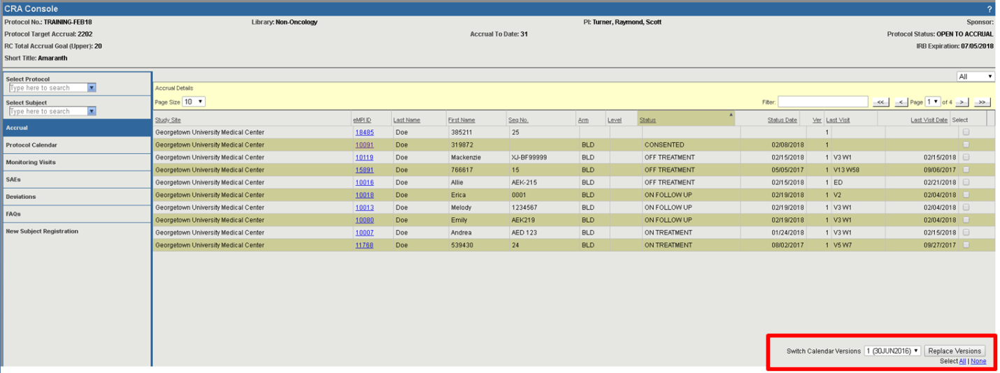 CRA Console ?
Protocol No.: TRAINING-FEB18 Library: Non-Oncology PI: Turner, Raymond, Scott Sponsor:
Protocol Target Accrual: 2202 Accrual To Date: 31 Protocol Status: OPEN TO ACCRUAL
RC Total Accrual Goal (Upper): 20 IRB Expiration: 07/05/2018
Short Title: Amaranth
Select Protocol
Type here to search
Select Subject
Type here to search
Accrual
Protocol Calendar
Monitoring Visits
SAEs
Deviations
FAQs
New Subject Registration
All
Accrual Details
Page Size 10 Filter: << < Page 1 of 4 > >>
Study Site eMPI ID Last Name First Name Seq No. Arm Level Status Status Date Ver Last Visit Last Visit Date Select
Georgetown University Medical Center 18485 Doe 385211 25 1
Georgetown University Medical Center 10091 Doe 319872 BLD CONSENTED 02/08/2018 1
Georgetown University Medical Center 10119 Doe Mackenzie XJ-BF99999 BLD OFF TREATMENT 02/15/2018 1 V3 W1 02/15/2018
Georgetown University Medical Center 15891 Doe 766617 15 BLD OFF TREATMENT 05/05/2017 1 V13 W58 09/06/2017
Georgetown University Medical Center 10016 Doe Allie AEK-215 BLD OFF TREATMENT 02/15/2018 1 ED 02/21/2018
Georgetown University Medical Center 10018 Doe Erica 0001 BLD ON FOLLOW UP 02/19/2018 1 V2 02/04/2018
Georgetown University Medical Center 10013 Doe Melody 1234567 BLD ON FOLLOW UP 02/19/2018 1 V3 W1 02/04/2018
Georgetown University Medical Center 10080 Doe Emily AEK219 BLD ON FOLLOW UP 02/19/2018 1 V3 W1 02/04/2018
Georgetown University Medical Center 10007 Doe Andrea AED 123 BLD ON TREATMENT 01/24/2018 1 V3 W1 02/15/2018
Georgetown University Medical Center 11768 Doe 539430 24 BLD ON TREATMENT 08/02/2017 1 V5 W7 09/27/2017
Switch Calendar Versions 1 (30JUN2016) Replace Versions
Select All | None